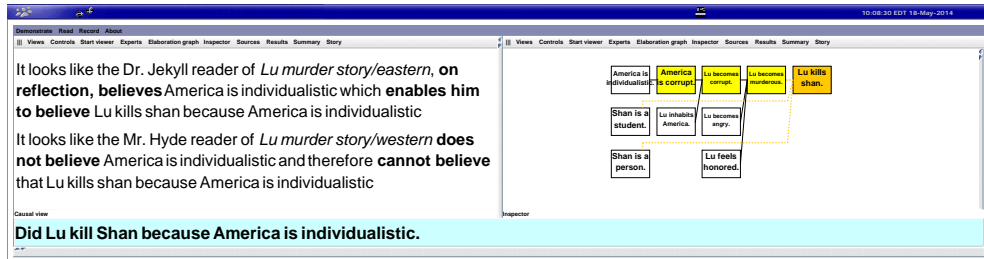 10:08:30 EDT 18-May-2014
Demonstrate Read Record About
||| Views Controls Start viewer Experts Elaboration graph Inspector Sources Results Summary Story
It looks like the Dr. Jekyll reader of Lu murder story/eastern, on
reflection, believes America is individualistic which enables him
to believe Lu kills shan because America is individualistic
It looks like the Mr. Hyde reader of Lu murder story/western does
not believe America is individualistic and therefore cannot believe
that Lu kills shan because America is individualistic
Causal view
||| Views Controls Start viewer Experts Elaboration graph Inspector Sources Results Summary Story
America is
individualistic.
America
is corrupt.
Lu becomes
corrupt.
Lu becomes
murderous.
Lu kills
shan.
Shan is a
student.
Lu inhabits
America.
Lu becomes
angry.
Shan is a
person.
Lu feels
honored.
Inspector
Did Lu kill Shan because America is individualistic.